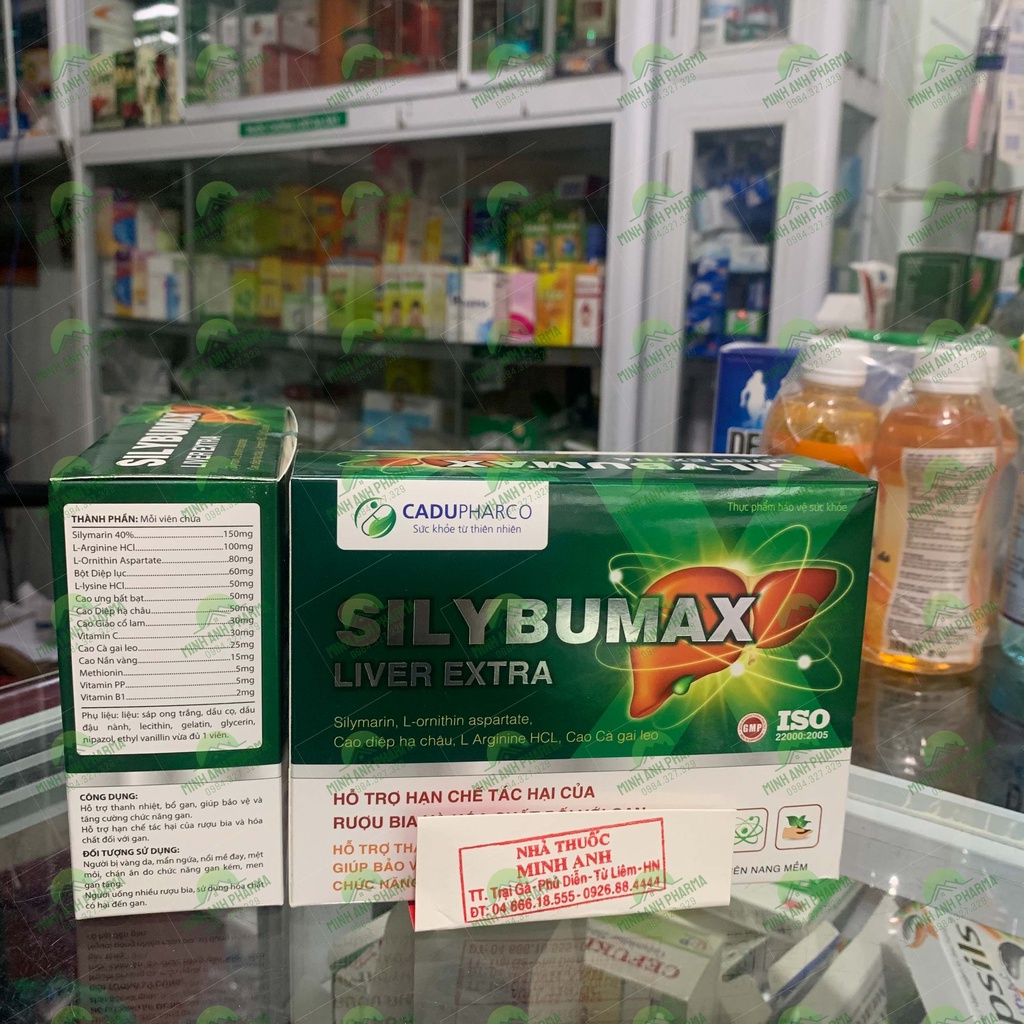 MINH ANH PHARMA
0984.327.329
SILYBUMAX
LIVER EXTRA
THÀNH PHẦN: Mỗi viên chứa
Silymarin 40%.....150mg
L-Arginine HCl.....100mg
L-Ornithin Aspartate.....80mg
Bột Diệp lục.....60mg
L-lysine HCl.....50mg
Cao ưng bất bạt.....50mg
Cao Diệp hạ châu.....50mg
Cao Giảo cổ lam.....30mg
Vitamin C.....30mg
Cao Cà gai leo.....25mg
Cao Nần vàng.....15mg
Methionin.....5mg
Vitamin PP.....5mg
Vitamin B1.....2mg
Phụ liệu: liệu: sáp ong trắng, dầu cọ, dầu
đậu nành, lecithin, gelatin, glycerin,
nipazol, ethyl vanillin vừa đủ 1 viên.
CÔNG DỤNG:
Hỗ trợ thanh nhiệt, bổ gan, giúp bảo vệ và
tăng cường chức năng gan.
Hỗ trợ hạn chế tác hại của rượu bia và hóa
chất đối với gan.
ĐỐI TƯỢNG SỬ DỤNG:
Người bị vàng da, mẩn ngứa, nổi mề đay, mệt
mỏi, chán ăn do chức năng gan kém, men
gan tăng.
Người uống nhiều rượu bia, sử dụng hóa chất
có hại đến gan.
SILYBUMAX
CADUPHARCO
Sức khỏe từ thiên nhiên
Thực phẩm bảo vệ sức khỏe
SILYBUMAX
LIVER EXTRA
Silymarin, L-ornithin aspartate,
Cao diệp hạ châu, L Arginine HCL, Cao Cà gai leo
GMP
ISO
22000:2005
HỖ TRỢ HẠN CHẾ TÁC HẠI CỦA
RƯỢU BIA
HỖ TRỢ
GIÚP BẢO
CHỨC NĂNG
NANG MỀM
NHÀ THUỐC
MINH ANH
TT. Trại Gà-Phú Diễn-Từ Liêm-HN
ĐT: 04 666.18.555-0926.88.4444
DE